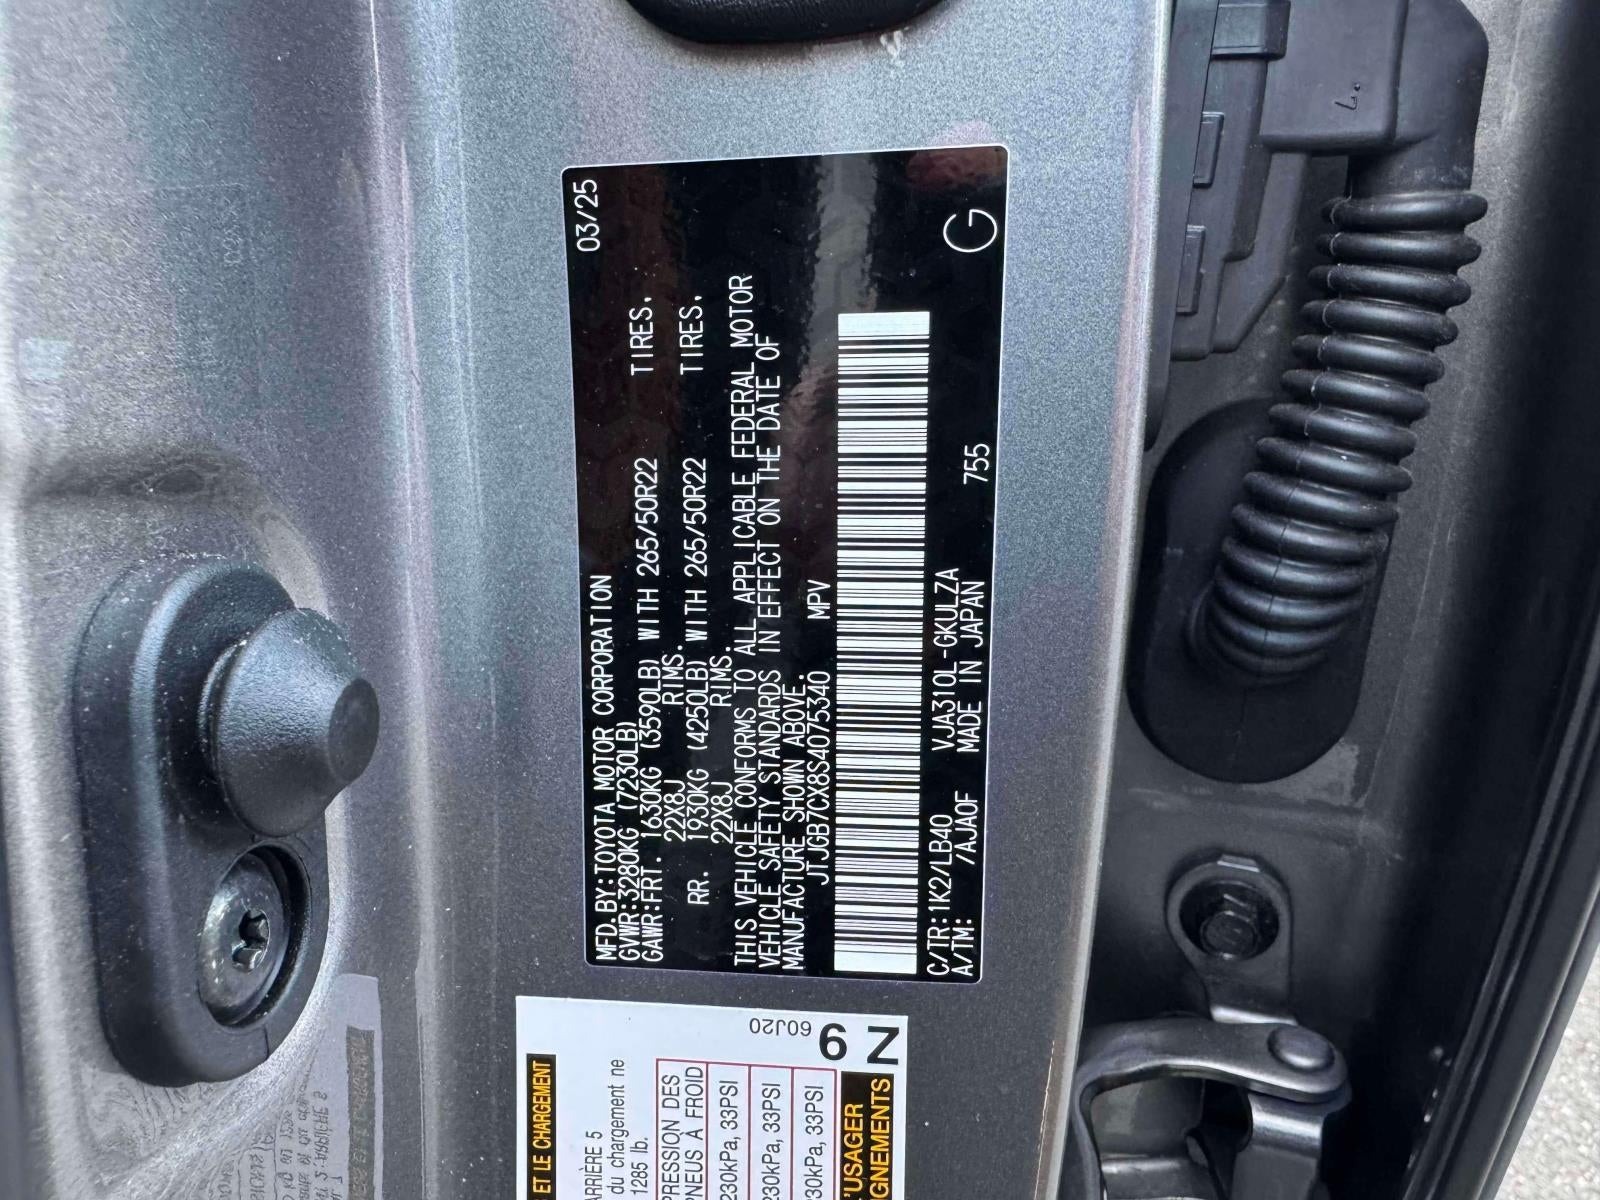 MFD.BY:TOYOTA MOTOR CORPORATION 03/25
GVWR:3280KG (7230LB)
GAWR:FRT. 1630KG (3590LB) WITH 265/50R22 TIRES.
22X8J RIMS.
RR. 1930KG (4250LB) WITH 265/50R22 TIRES.
22X8J RIMS.
THIS VEHICLE CONFORMS TO ALL APPLICABLE FEDERAL MOTOR
VEHICLE SAFETY STANDARDS IN EFFECT ON THE DATE OF
MANUFACTURE SHOWN ABOVE.
JTJGB7CX8S4075340 MPV
C/TR:1K2/LB40 VJA310L-GKULZA
A/TM: /AJA0F MADE IN JAPAN 755 G
ET LE CHARGEMENT
ARRIÈRE 5
du chargement ne
1285 lb.
PRESSION DES
PNEUS À FROID
230kPa, 33PSI
230kPa, 33PSI
30kPa, 33PSI
D'USAGER
GNEMENTS
60J20
Z 9
7.